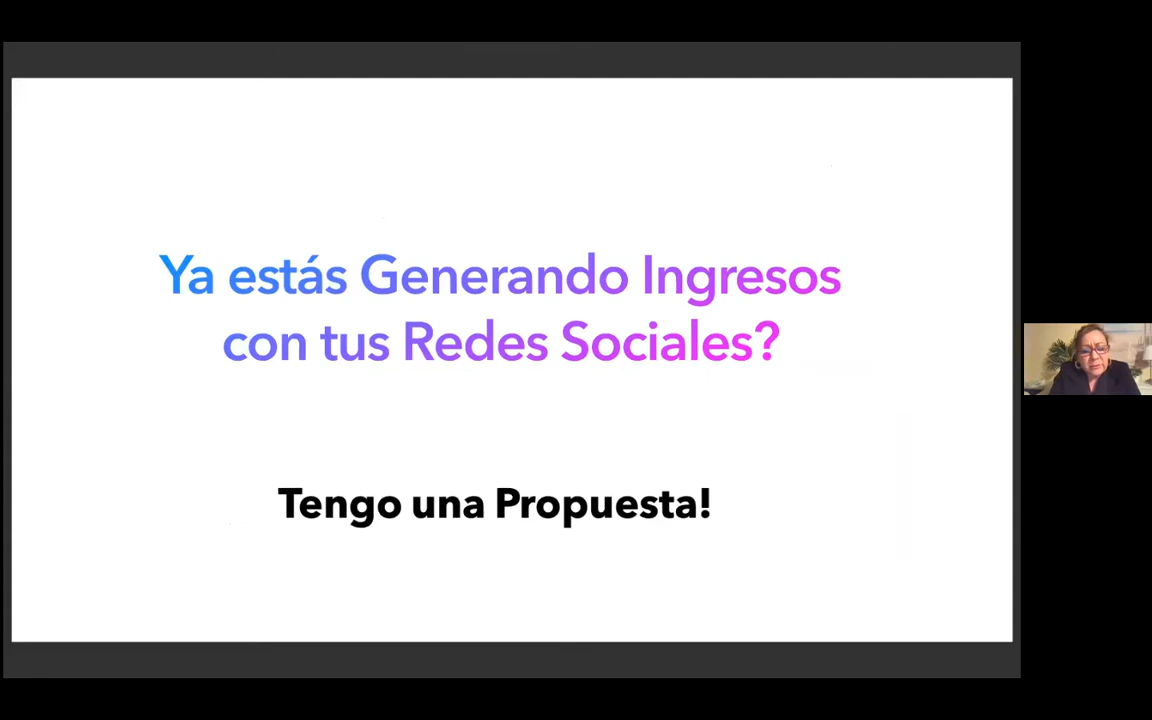 Ya estás Generando Ingresos
con tus Redes Sociales?
Tengo una Propuesta!